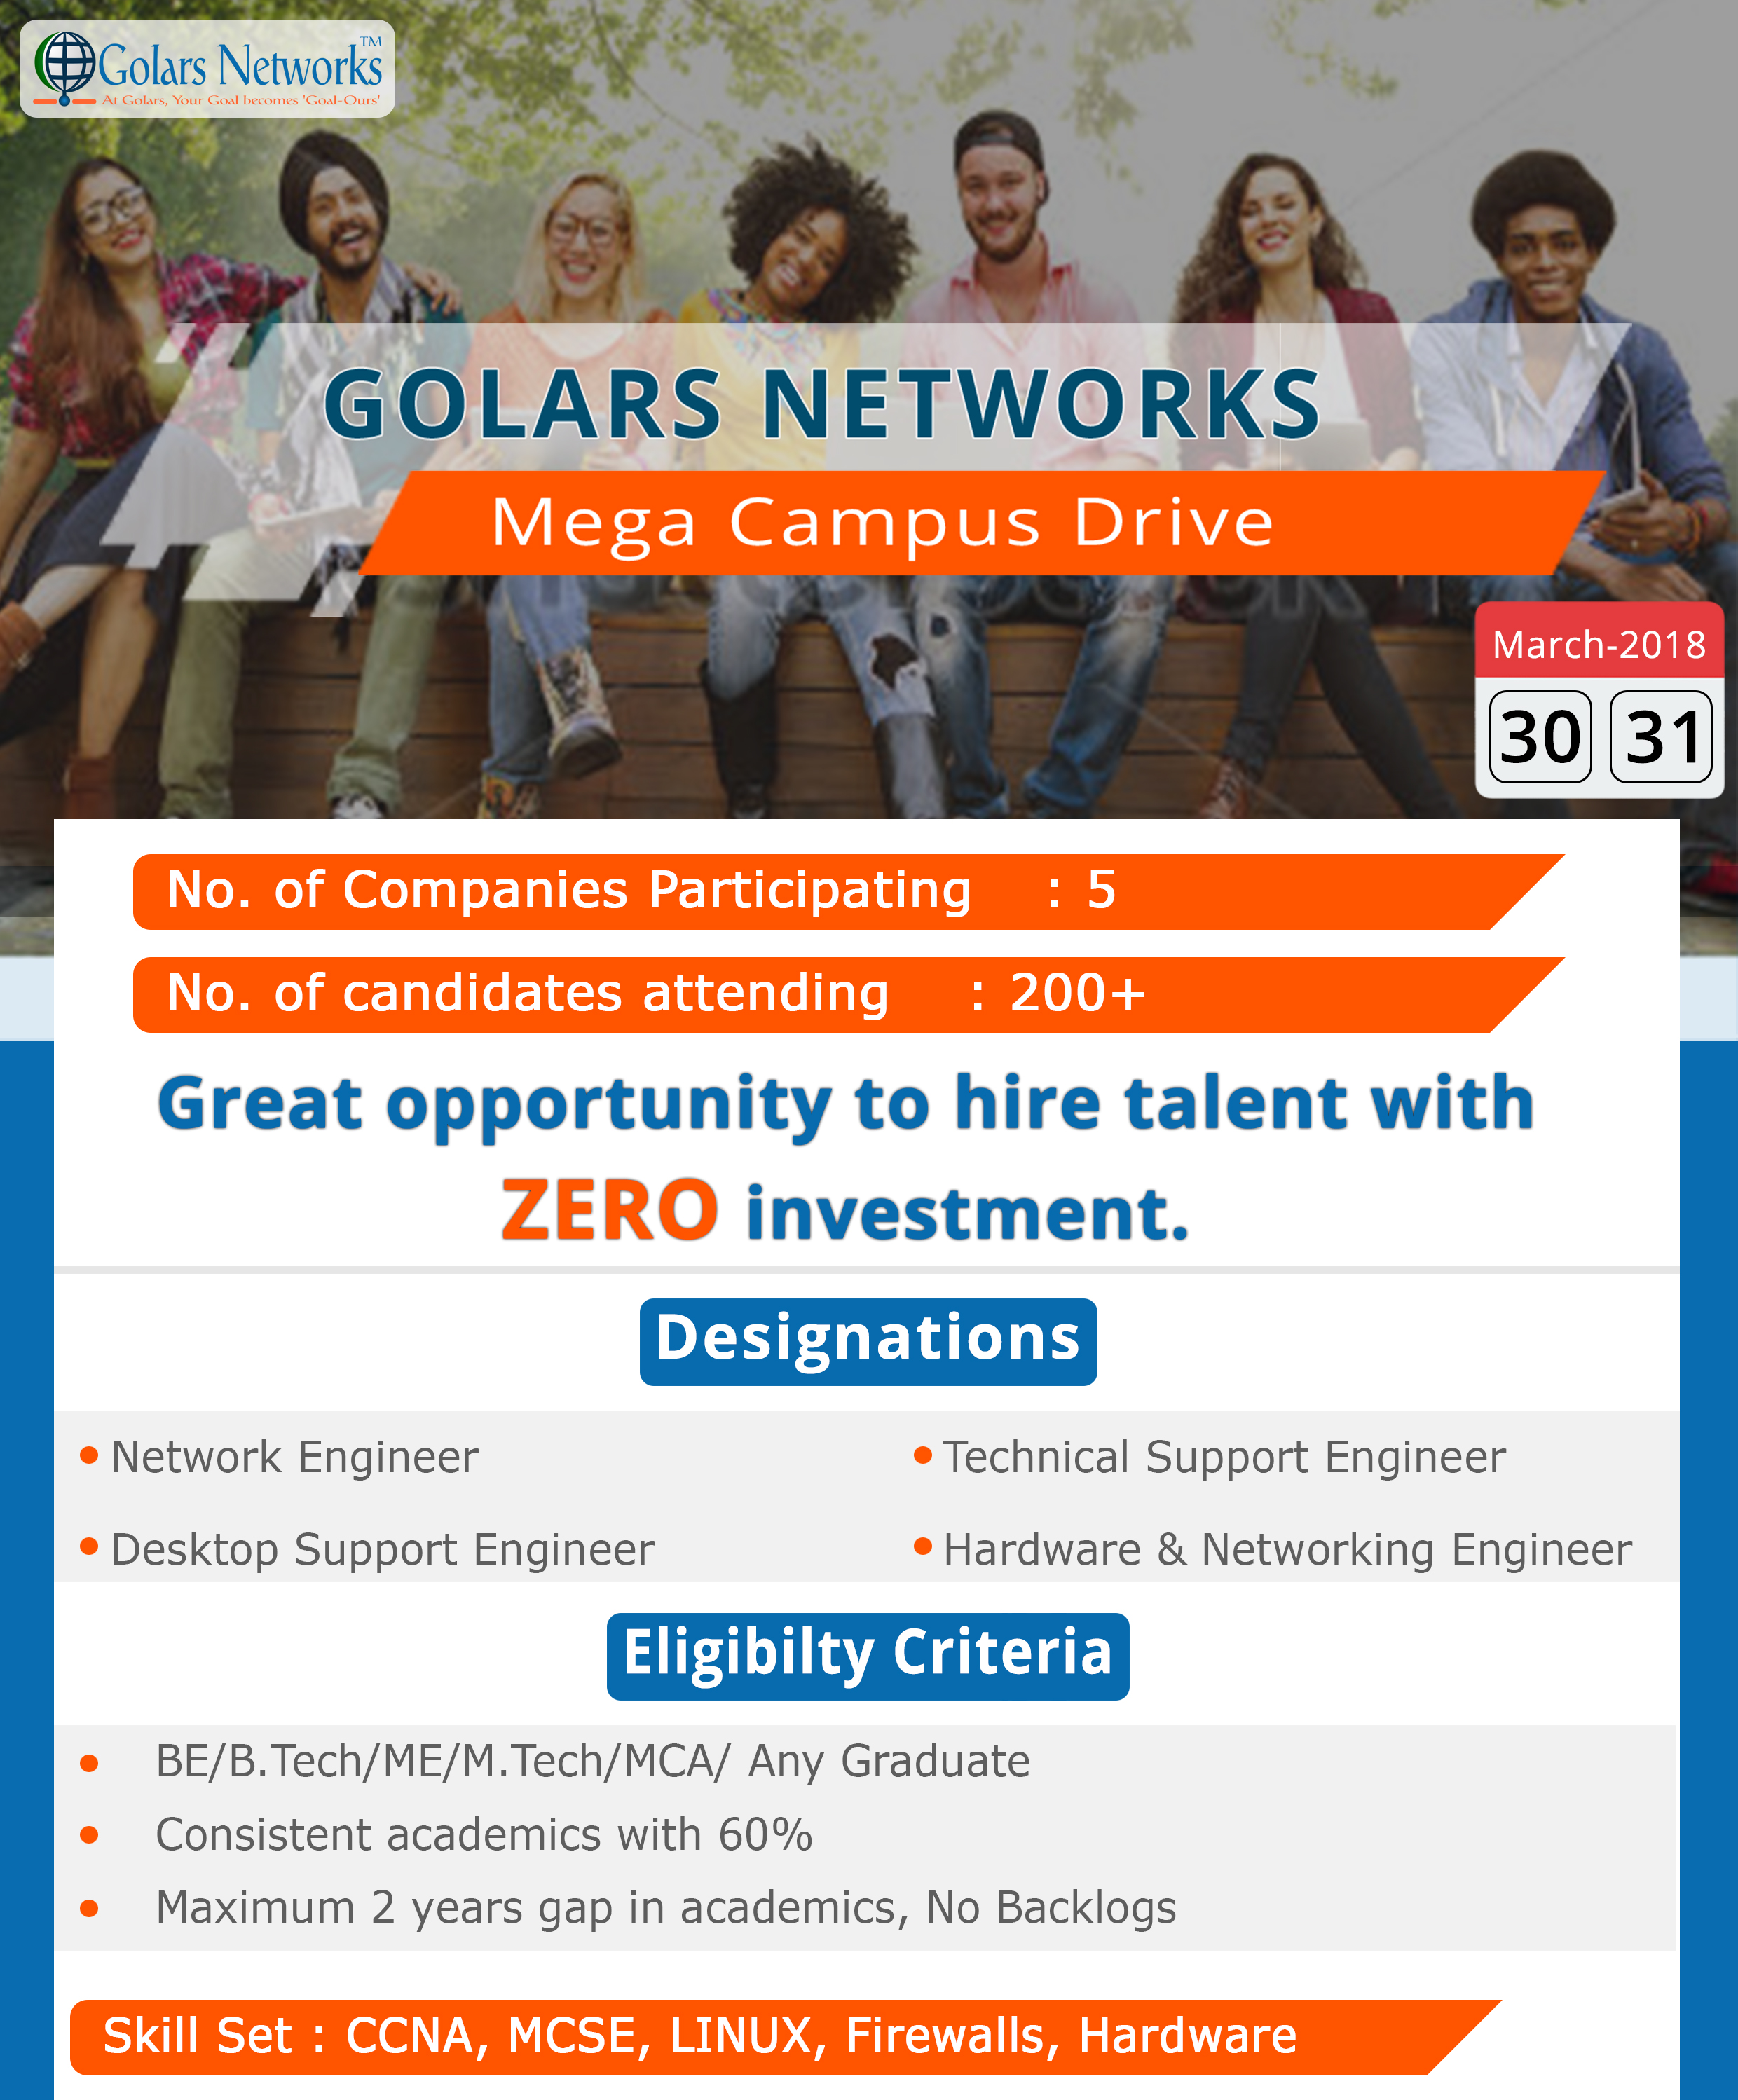 Golars Networks™
At Golars, Your Goal becomes 'Goal-Ours'
GOLARS NETWORKS
Mega Campus Drive
March-2018
30 31
No. of Companies Participating : 5
No. of candidates attending : 200+
Great opportunity to hire talent with
ZERO investment.
Designations
Network Engineer
Technical Support Engineer
Desktop Support Engineer
Hardware & Networking Engineer
Eligibilty Criteria
BE/B.Tech/ME/M.Tech/MCA/ Any Graduate
Consistent academics with 60%
Maximum 2 years gap in academics, No Backlogs
Skill Set : CCNA, MCSE, LINUX, Firewalls, Hardware